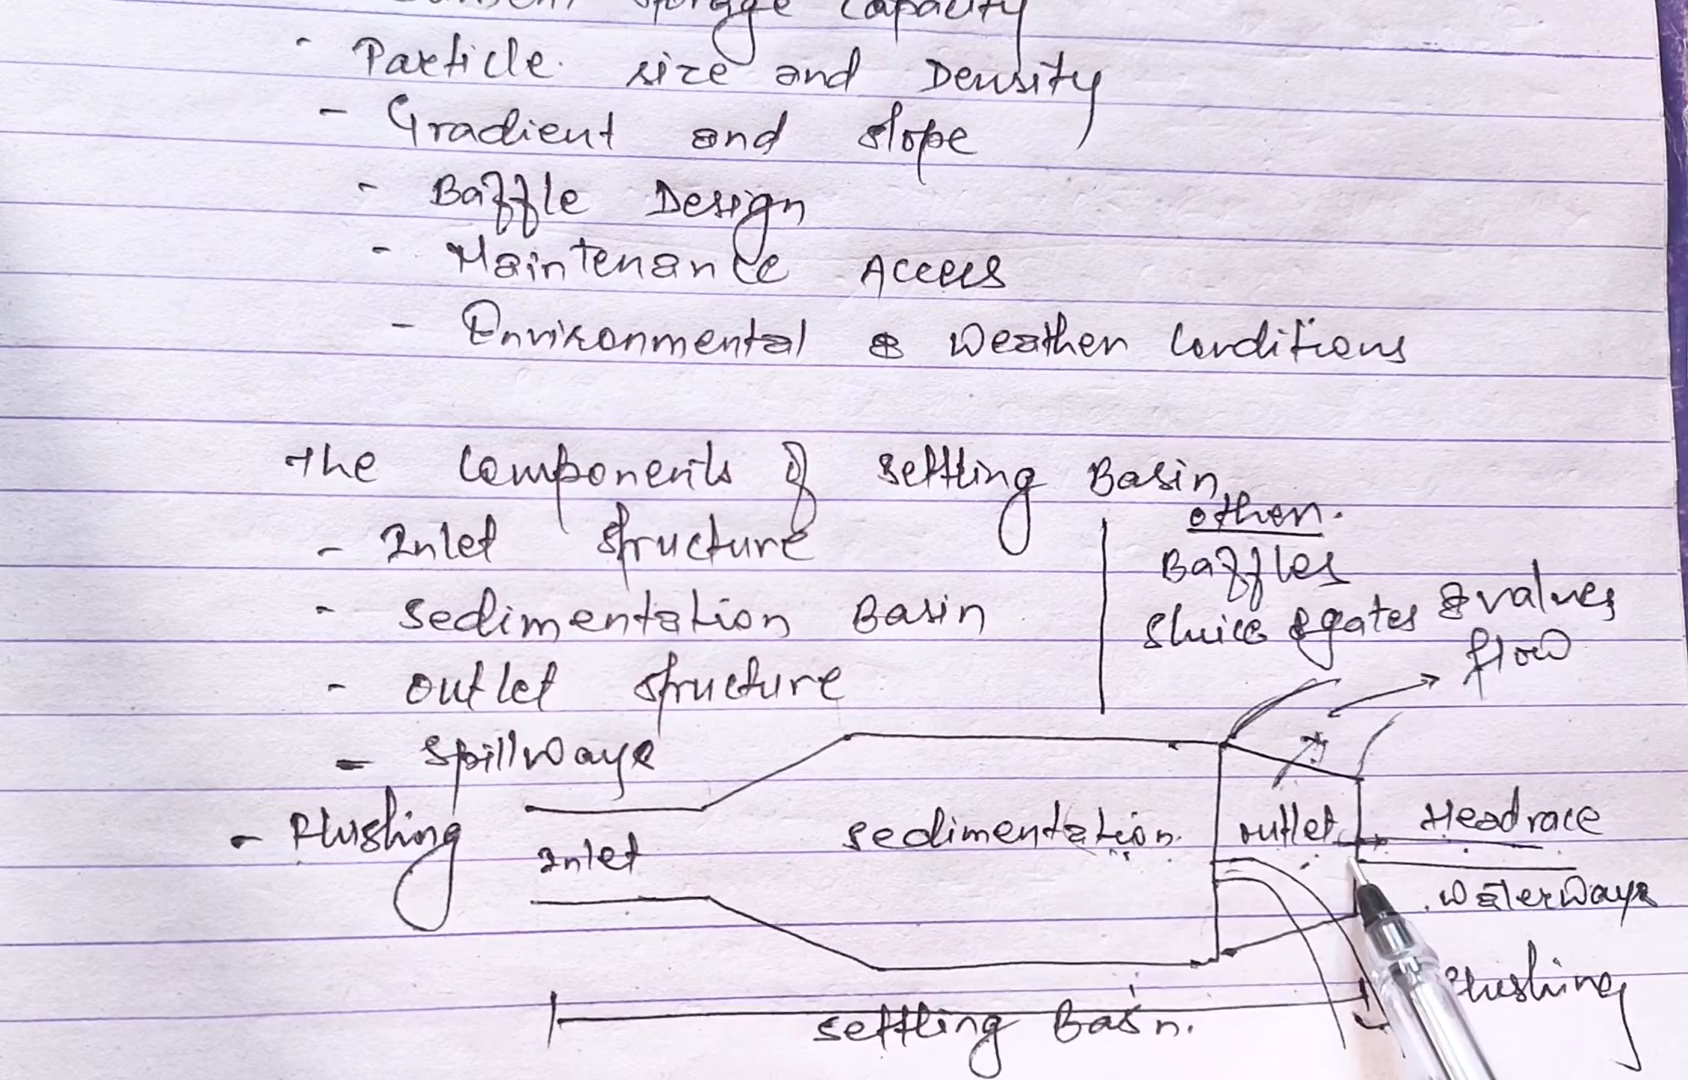 storage capacity
- Particle size and Density
- Gradient and slope
- Baffle Design
- Maintenance Access
- Environmental & Weather Conditions
The Components of settling Basin
- Inlet structure
- Sedimentation Basin
- outlet structure
- spillways
- Flushing
other.
Baffles
Sluice & gates & valves
flow
Inlet
sedimentation.
outlet
Headrace
waterways
Flushing
settling Basin.